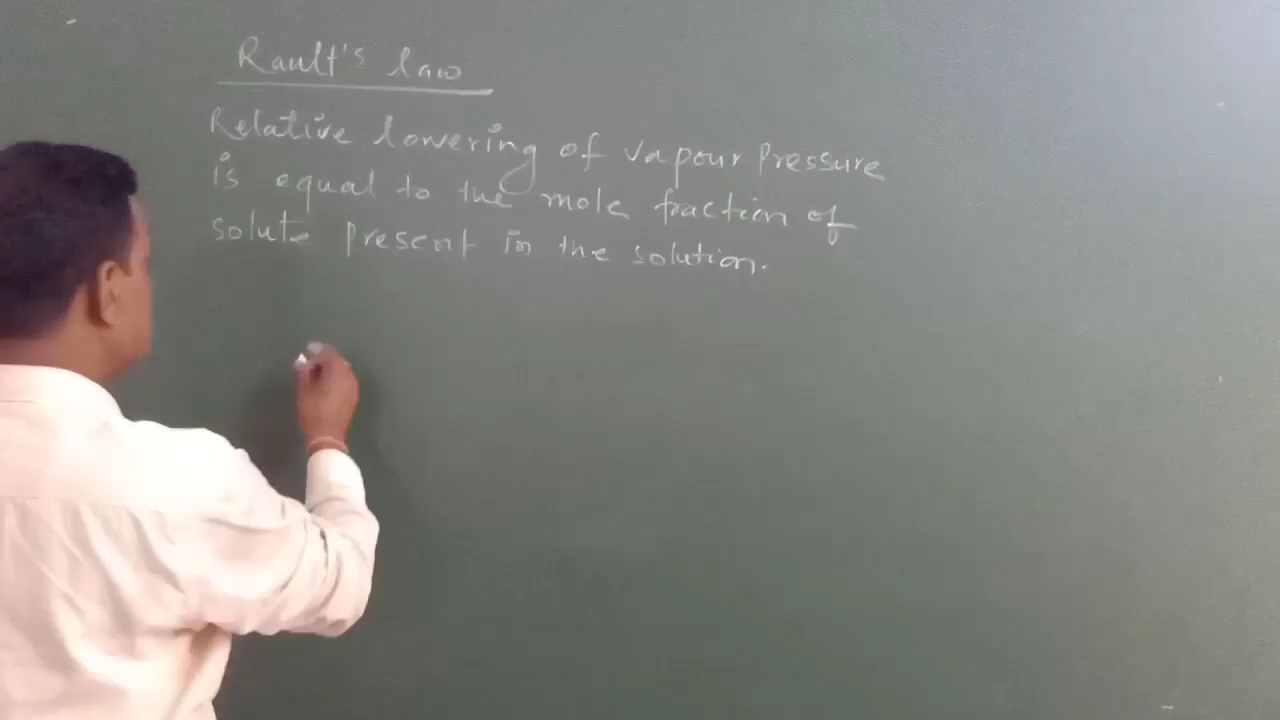 Rault's law
Relative lowering of vapour Pressure
is equal to the mole fraction of
solute present in the solution.